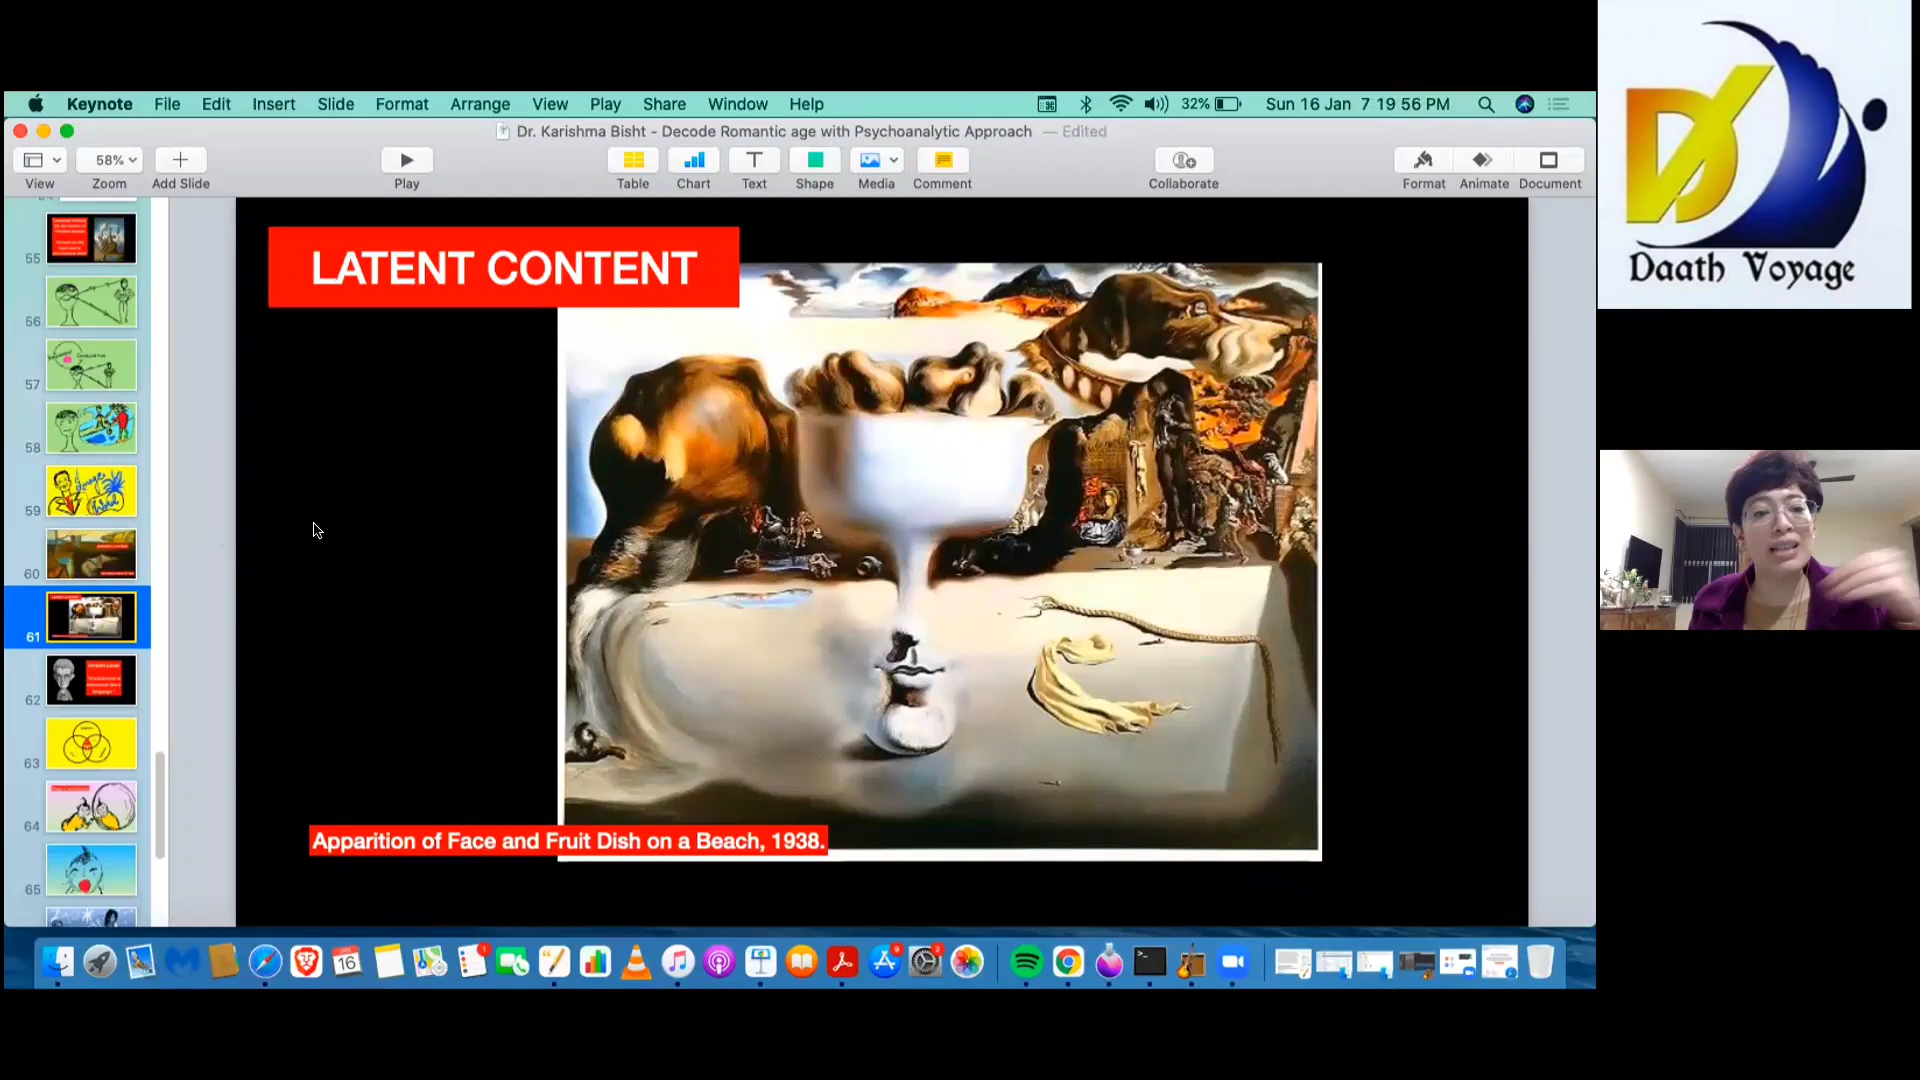 Keynote File Edit Insert Slide Format Arrange View Play Share Window Help 32% Sun 16 Jan 7 19 56 PM
Dr. Karishma Bisht - Decode Romantic age with Psychoanalytic Approach — Edited
58%
View Zoom Add Slide Play Table Chart Text Shape Media Comment Collaborate Format Animate Document
55
56
57
58
59
60
61
62
63
64
65
LATENT CONTENT
Apparition of Face and Fruit Dish on a Beach, 1938.
16
Daath Voyage